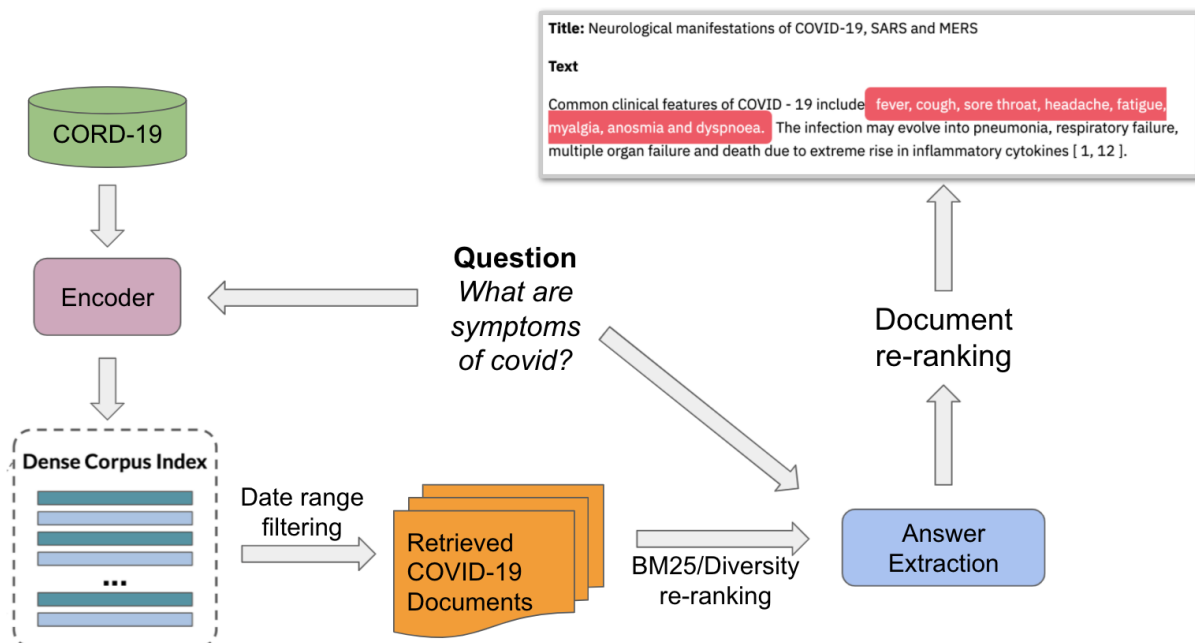 Title: Neurological manifestations of COVID-19, SARS and MERS
Text
Common clinical features of COVID - 19 include fever, cough, sore throat, headache, fatigue,
myalgia, anosmia and dyspnoea. The infection may evolve into pneumonia, respiratory failure,
multiple organ failure and death due to extreme rise in inflammatory cytokines [ 1, 12 ].
CORD-19
Encoder
Question
What are
symptoms
of covid?
Document
re-ranking
Dense Corpus Index
...
Date range
filtering
Retrieved
COVID-19
Documents
BM25/Diversity
re-ranking
Answer
Extraction